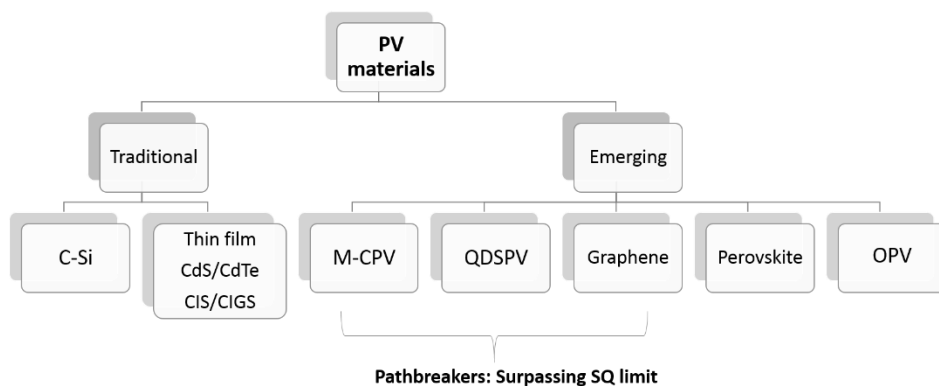 PV
materials
Traditional
Emerging
C-Si
Thin film
CdS/CdTe
CIS/CIGS
M-CPV
QDSPV
Graphene
Perovskite
OPV
Pathbreakers: Surpassing SQ limit